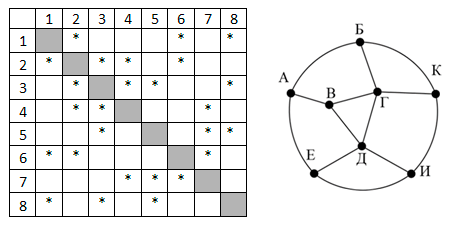 1 2 3 4 5 6 7 8
1 * * *
2 * * * *
3 * * * *
4 * * *
5 * * *
6 * * *
7 * * *
8 * * *
Б
А
К
В
Г
Д
Е
И